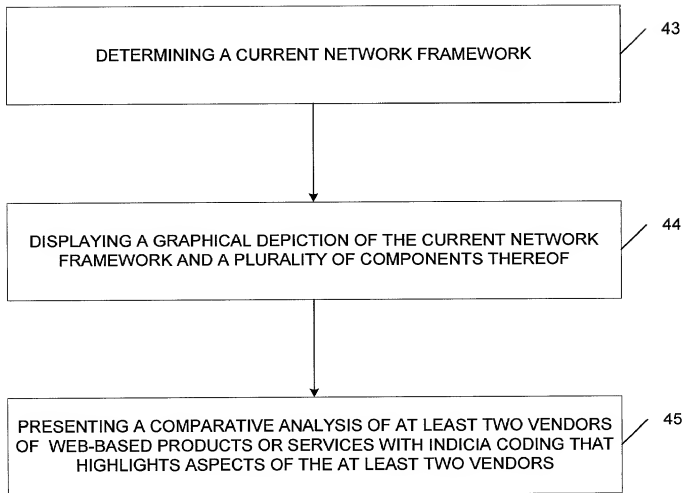 43
DETERMINING A CURRENT NETWORK FRAMEWORK
44
DISPLAYING A GRAPHICAL DEPICTION OF THE CURRENT NETWORK
FRAMEWORK AND A PLURALITY OF COMPONENTS THEREOF
45
PRESENTING A COMPARATIVE ANALYSIS OF AT LEAST TWO VENDORS
OF WEB-BASED PRODUCTS OR SERVICES WITH INDICIA CODING THAT
HIGHLIGHTS ASPECTS OF THE AT LEAST TWO VENDORS